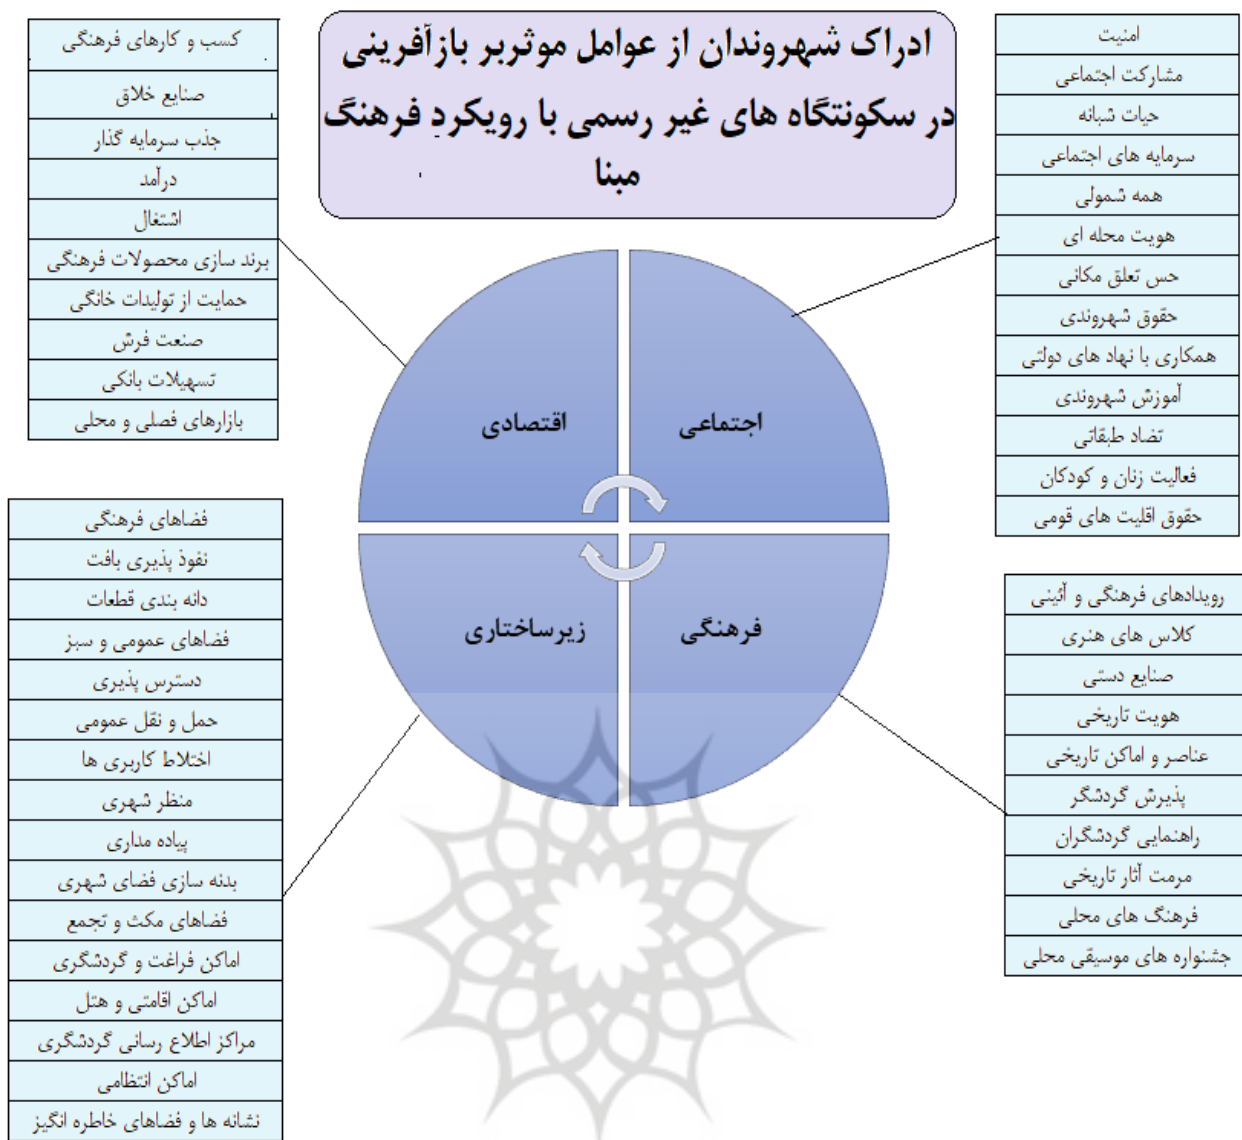 ادراک شهروندان از عوامل موثربر بازآفرینی
در سکونتگاه های غیر رسمی با رویکرد فرهنگ
مبنا
امنیت
مشارکت اجتماعی
حیات شبانه
سرمایه های اجتماعی
همه شمولی
هویت محله ای
حس تعلق مکانی
حقوق شهروندی
همکاری با نهاد های دولتی
آموزش شهروندی
تضاد طبقاتی
فعالیت زنان و کودکان
حقوق اقلیت های قومی
کسب و کارهای فرهنگی
صنایع خلاق
جذب سرمایه گذار
درآمد
اشتغال
برند سازی محصولات فرهنگی
حمایت از تولیدات خانگی
صنعت فرش
تسهیلات بانکی
بازارهای فصلی و محلی
اجتماعی
اقتصادی
فرهنگی
زیرساختاری
رویدادهای فرهنگی و آئینی
کلاس های هنری
صنایع دستی
هویت تاریخی
عناصر و اماکن تاریخی
پذیرش گردشگر
راهنمایی گردشگران
مرمت آثار تاریخی
فرهنگ های محلی
جشنواره های موسیقی محلی
فضاهای فرهنگی
نفوذ پذیری بافت
دانه بندی قطعات
فضاهای عمومی و سبز
دسترس پذیری
حمل و نقل عمومی
اختلاط کاربری ها
منظر شهری
پیاده مداری
بدنه سازی فضای شهری
فضاهای مکث و تجمع
اماکن فراغت و گردشگری
اماکن اقامتی و هتل
مراکز اطلاع رسانی گردشگری
اماکن انتظامی
نشانه ها و فضاهای خاطره انگیز